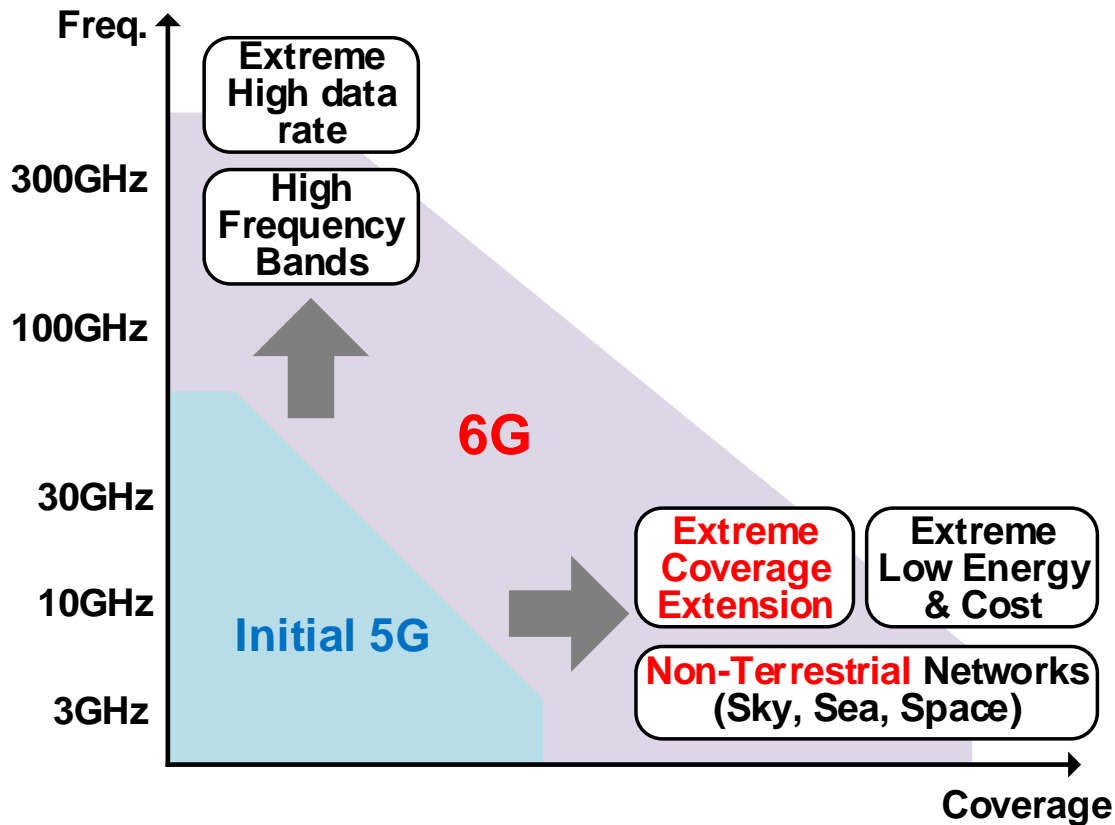 Freq.
Extreme
High data
rate
300GHz
High
Frequency
Bands
100GHz
6G
30GHz
Extreme
Coverage
Extension
Extreme
Low Energy
& Cost
10GHz
Initial 5G
Non-Terrestrial Networks
(Sky, Sea, Space)
3GHz
Coverage